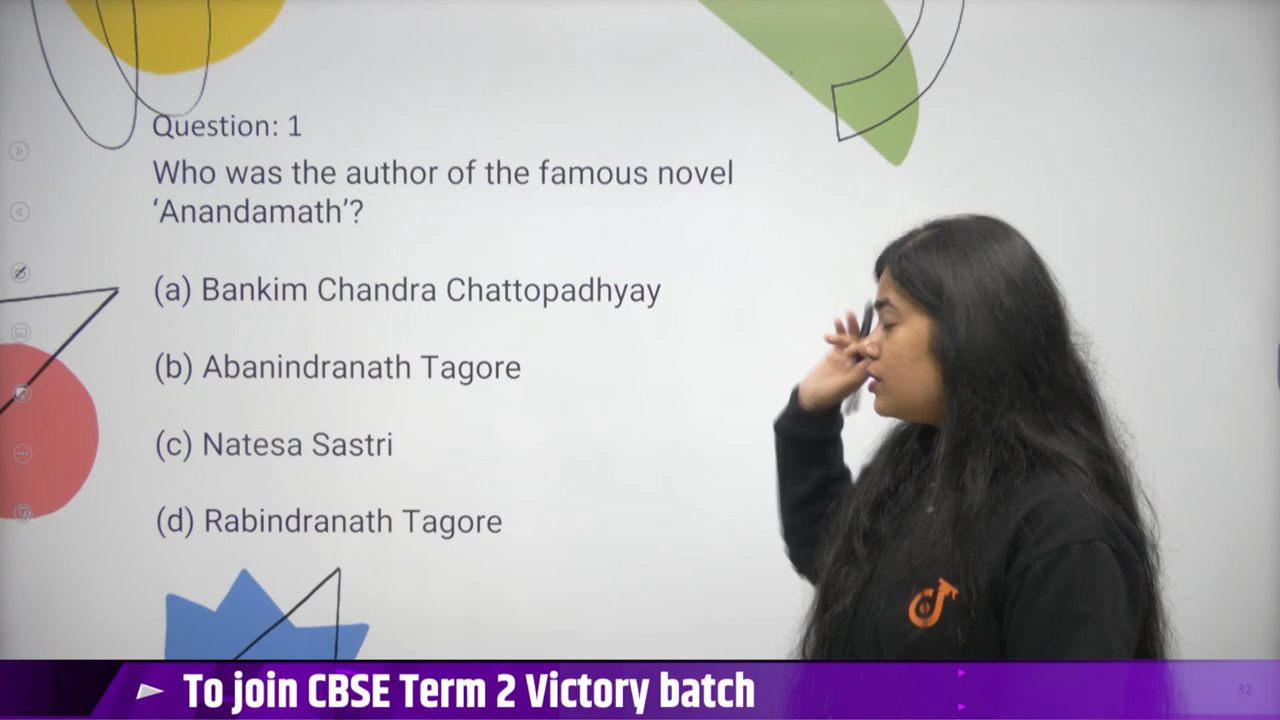 Question: 1
Who was the author of the famous novel
‘Anandamath’?
(a) Bankim Chandra Chattopadhyay
(b) Abanindranath Tagore
(c) Natesa Sastri
(d) Rabindranath Tagore
To join CBSE Term 2 Victory batch
32